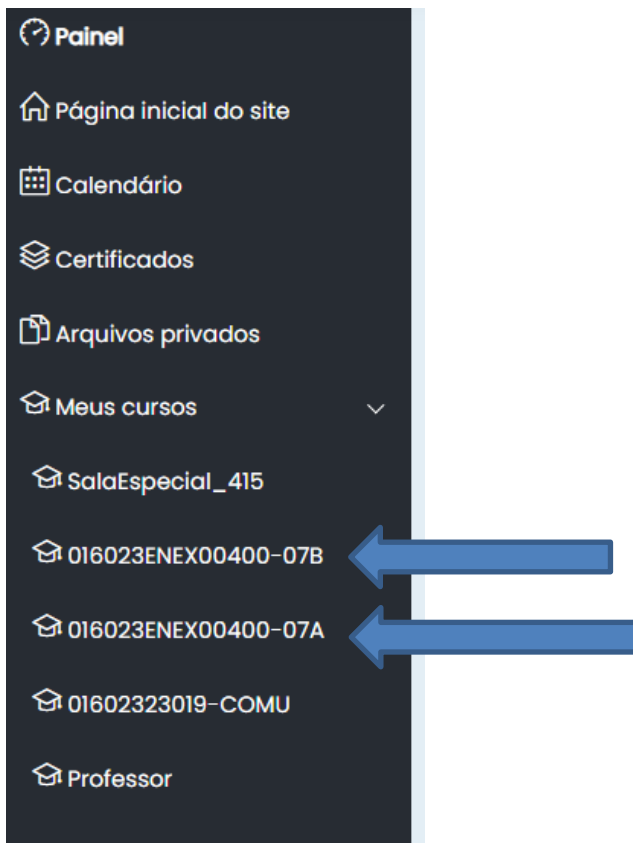 Painel
Página inicial do site
Calendário
Certificados
Arquivos privados
Meus cursos
SalaEspecial_415
016023ENEX00400-07B
016023ENEX00400-07A
01602323019-COMU
Professor